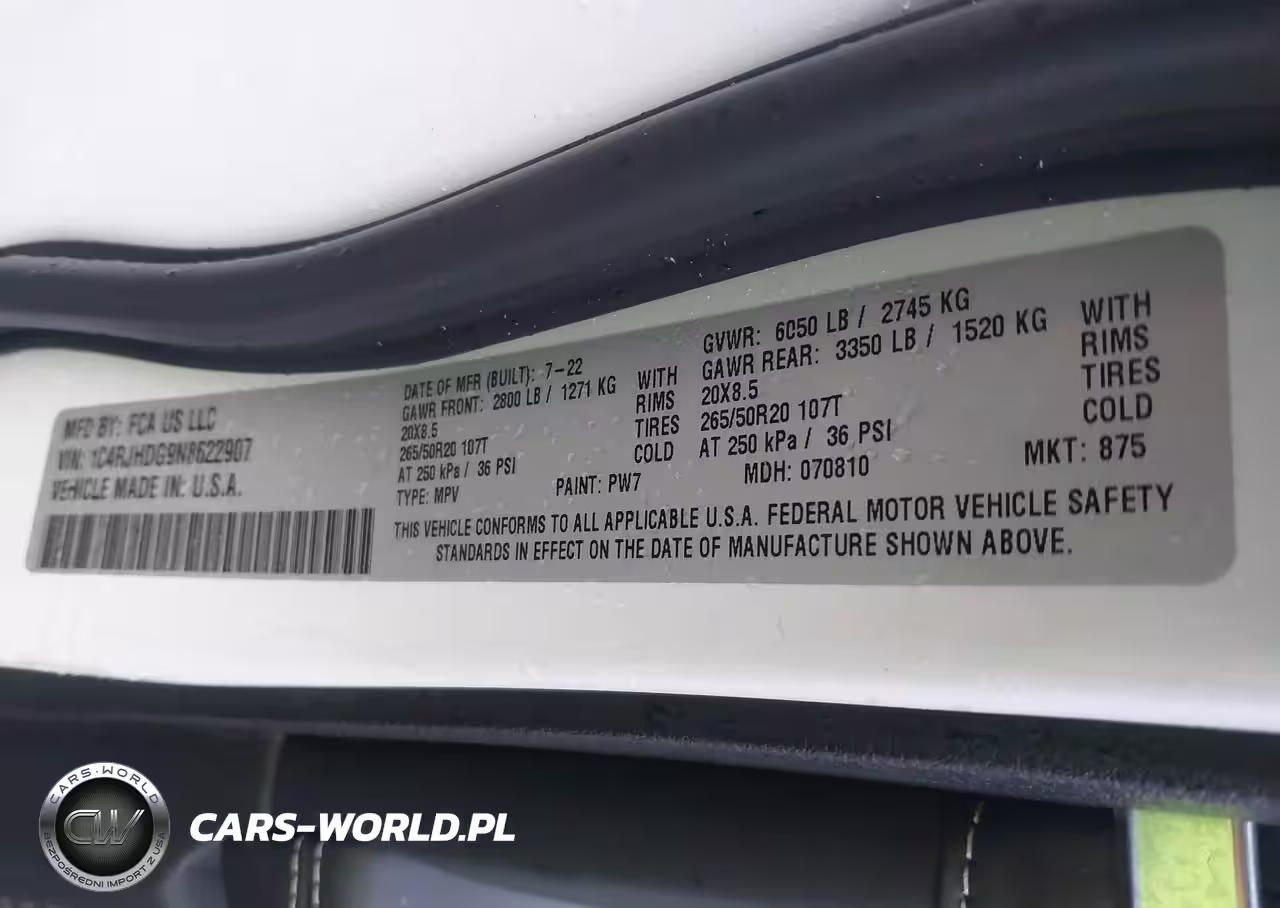 MFD BY: FCA US LLC
VIN: 1C4RJHDG9N8622907
VEHICLE MADE IN: U.S.A.
DATE OF MFR (BUILT): 7-22
GAWR FRONT: 2800 LB / 1271 KG WITH
20X8.5 RIMS
265/50R20 107T TIRES
AT 250 kPa / 36 PSI COLD
TYPE: MPV
PAINT: PW7
GVWR: 6050 LB / 2745 KG
GAWR REAR: 3350 LB / 1520 KG WITH
20X8.5 RIMS
265/50R20 107T TIRES
AT 250 kPa / 36 PSI COLD
MDH: 070810
MKT: 875
THIS VEHICLE CONFORMS TO ALL APPLICABLE U.S.A. FEDERAL MOTOR VEHICLE SAFETY
STANDARDS IN EFFECT ON THE DATE OF MANUFACTURE SHOWN ABOVE.
CARS-WORLD
CW
BEZPOŚREDNI IMPORT Z USA
CARS-WORLD.PL